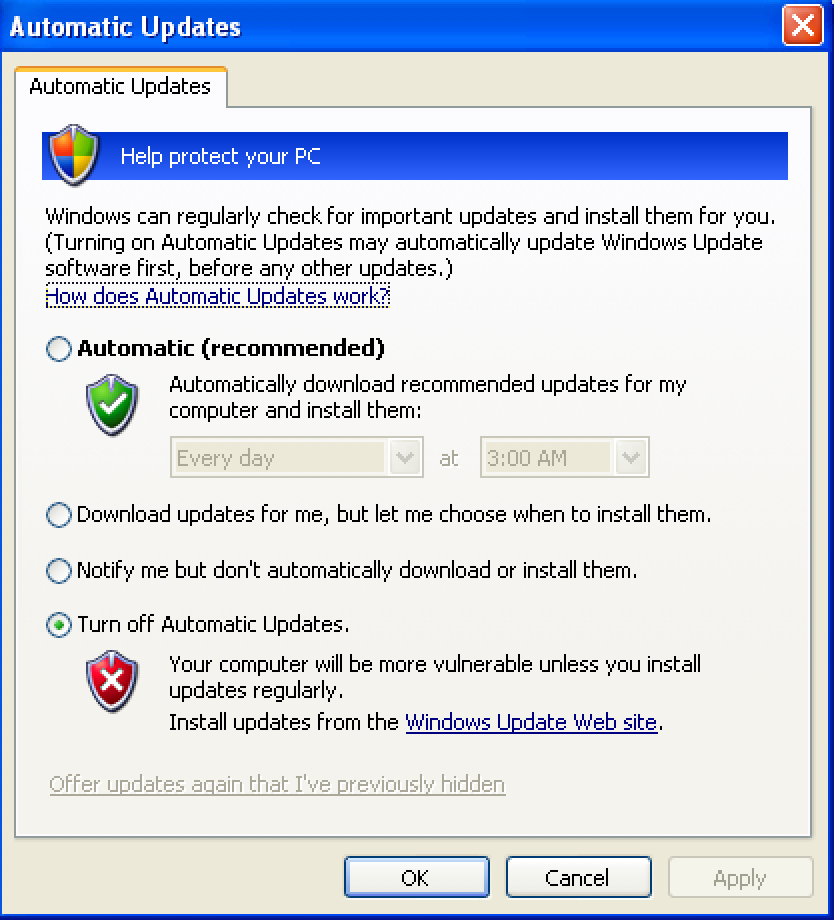 Automatic Updates
Automatic Updates
Help protect your PC
Windows can regularly check for important updates and install them for you.
(Turning on Automatic Updates may automatically update Windows Update
software first, before any other updates.)
How does Automatic Updates work?
Automatic (recommended)
Automatically download recommended updates for my
computer and install them:
Every day at 3:00 AM
Download updates for me, but let me choose when to install them.
Notify me but don't automatically download or install them.
Turn off Automatic Updates.
Your computer will be more vulnerable unless you install
updates regularly.
Install updates from the Windows Update Web site.
Offer updates again that I've previously hidden
OK Cancel Apply